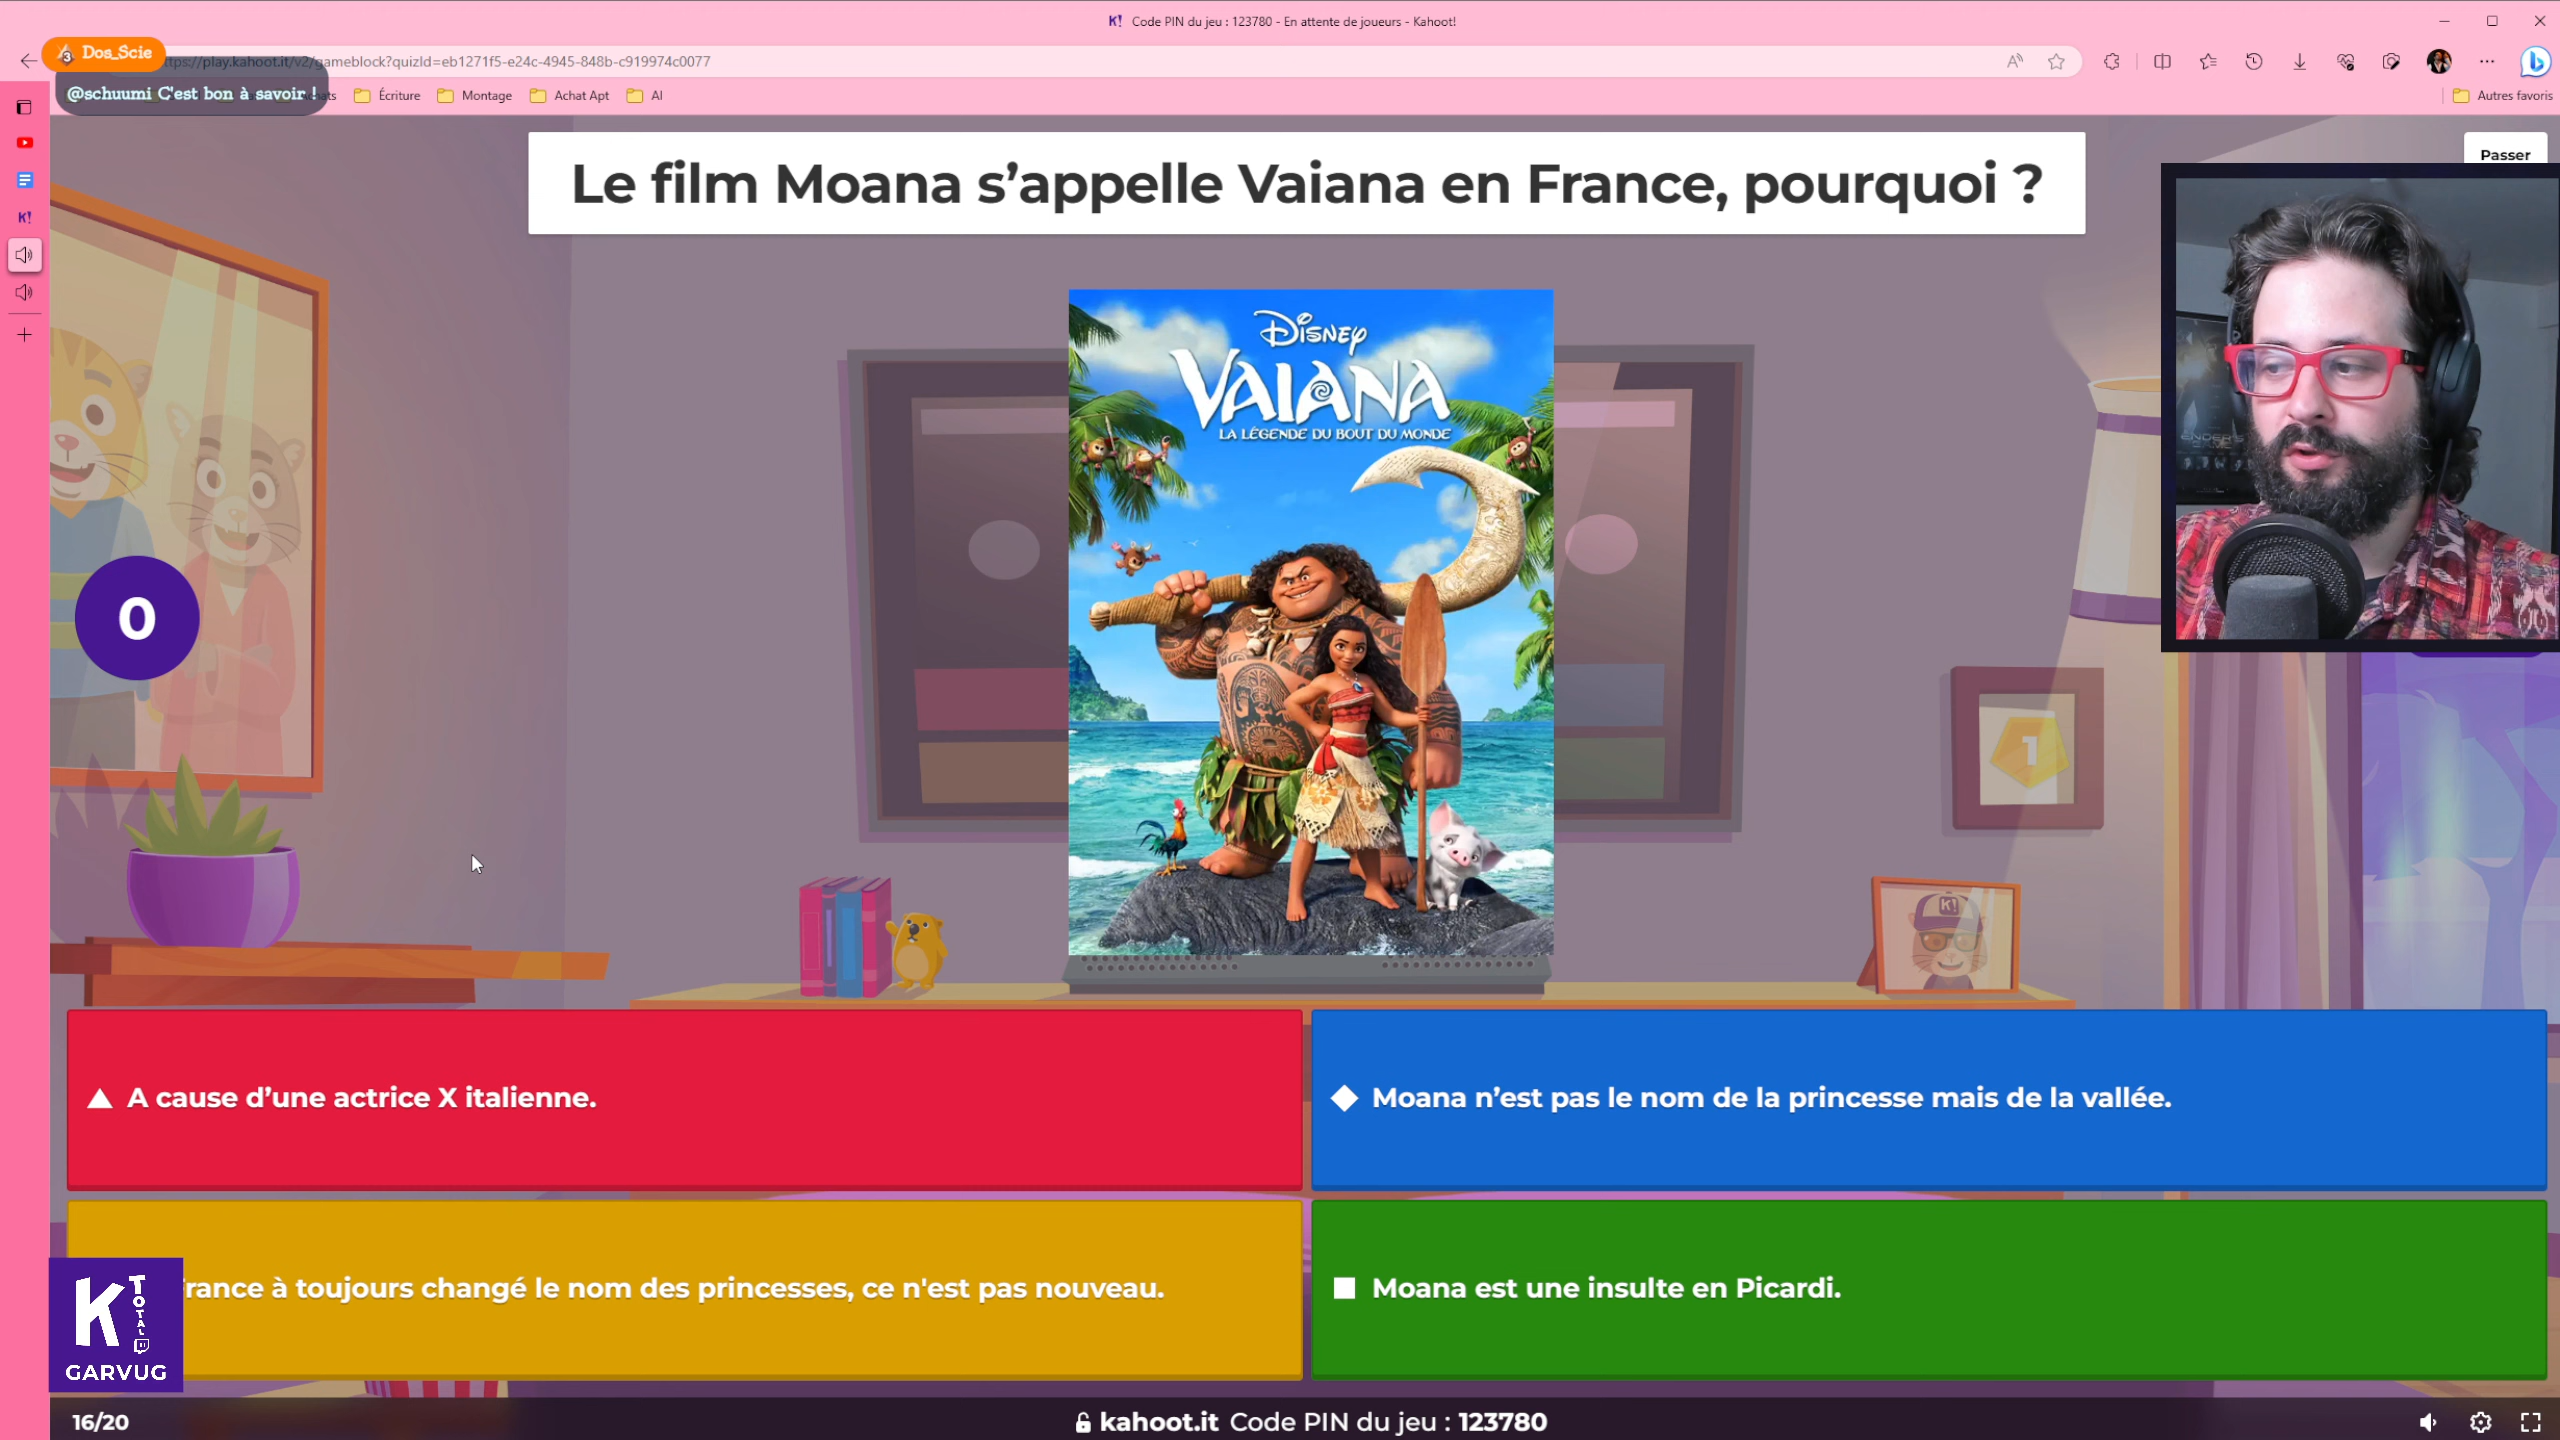 K! Code PIN du jeu : 123780 - En attente de joueurs - Kahoot!
3 Dos_Scie
ttps://play.kahoot.it/v2/gameblock?quizId=eb1271f5-e24c-4945-848b-c919974c0077
@schuumi C'est bon à savoir !
Écriture
Montage
Achat Apt
AI
Autres favoris
K!
Le film Moana s’appelle Vaiana en France, pourquoi ?
Passer
DISNEY
VAIANA
LA LÉGENDE DU BOUT DU MONDE
0
1
K!
A cause d’une actrice X italienne.
Moana n’est pas le nom de la princesse mais de la vallée.
France à toujours changé le nom des princesses, ce n'est pas nouveau.
Moana est une insulte en Picardi.
K TOTAL
GARVUG
16/20
kahoot.it Code PIN du jeu : 123780